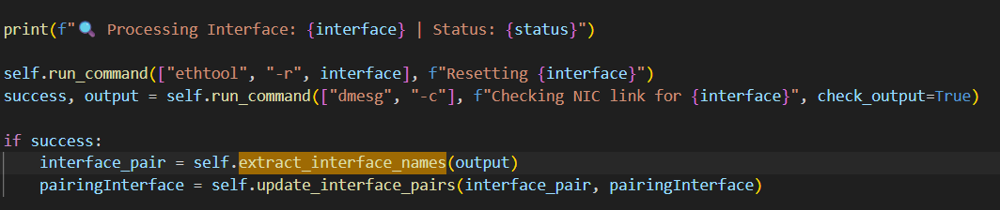 print(f"🔍 Processing Interface: {interface} | Status: {status}")
self.run_command(["ethtool", "-r", interface], f"Resetting {interface}")
success, output = self.run_command(["dmesg", "-c"], f"Checking NIC link for {interface}", check_output=True)
if success:
    interface_pair = self.extract_interface_names(output)
    pairingInterface = self.update_interface_pairs(interface_pair, pairingInterface)